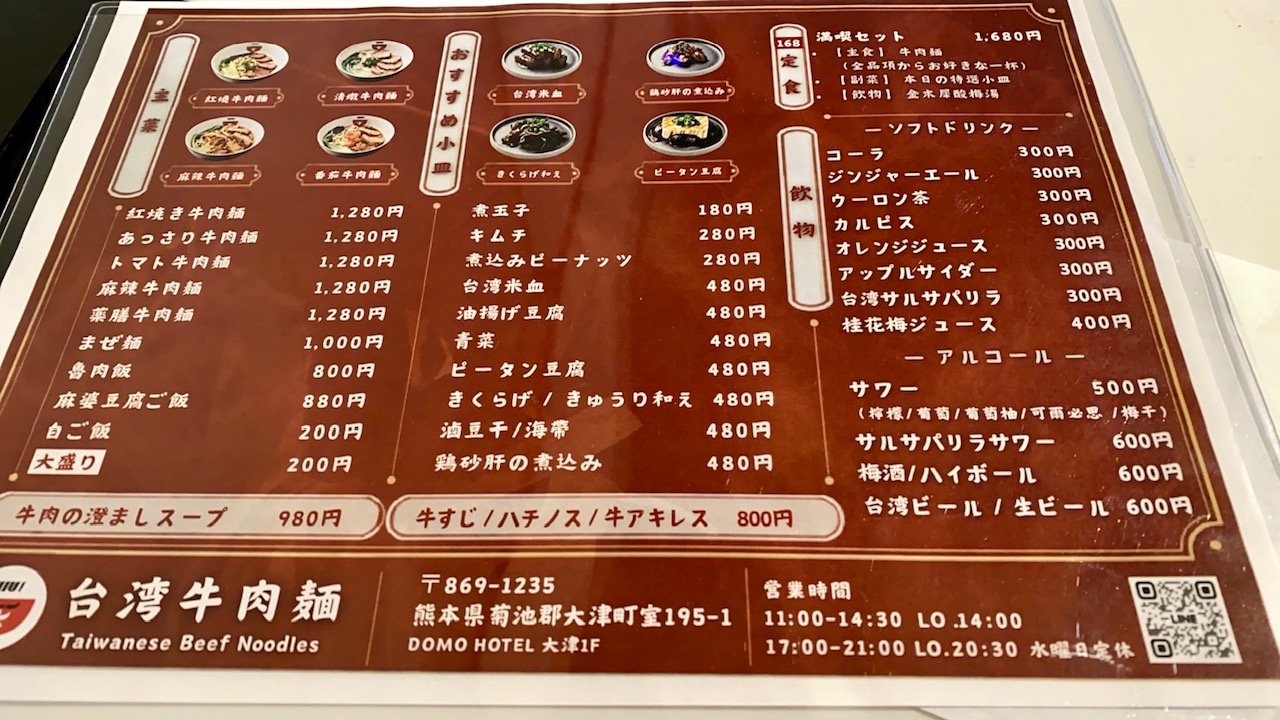 主菜
紅燒牛肉麵
清燉牛肉麵
麻辣牛肉麵
番茄牛肉麵
紅焼き牛肉麺 1,280円
あっさり牛肉麺 1,280円
トマト牛肉麺 1,280円
麻辣牛肉麺 1,280円
薬膳牛肉麺 1,280円
まぜ麺 1,000円
魯肉飯 800円
麻婆豆腐ご飯 880円
白ご飯 200円
大盛り 200円
おすすめ小皿
台湾米血
鶏砂肝の煮込み
きくらげ和え
ピータン豆腐
煮玉子 180円
キムチ 280円
煮込みピーナッツ 280円
台湾米血 480円
油揚げ豆腐 480円
青菜 480円
ピータン豆腐 480円
きくらげ / きゅうり和え 480円
滷豆干/海帶 480円
鶏砂肝の煮込み 480円
168定食
満喫セット 1,680円
・【主食】 牛肉麺
(全品項からお好きな一杯)
・【副菜】 本日の特選小皿
・【飲物】 金木犀酸梅湯
飲物
— ソフトドリンク —
コーラ 300円
ジンジャーエール 300円
ウーロン茶 300円
カルピス 300円
オレンジジュース 300円
アップルサイダー 300円
台湾サルサパリラ 300円
桂花梅ジュース 400円
— アルコール —
サワー 500円
(檸檬/葡萄/葡萄柚/可爾必思 /梅干)
サルサパリラサワー 600円
梅酒/ハイボール 600円
台湾ビール / 生ビール 600円
牛肉の澄ましスープ 980円
牛すじ/ハチノス/牛アキレス 800円
台湾牛肉麺
Taiwanese Beef Noodles
〒869-1235
熊本県菊池郡大津町室195-1
DOMO HOTEL 大津1F
営業時間
11:00-14:30 LO.14:00
17:00-21:00 LO.20:30 水曜日定休
LINE